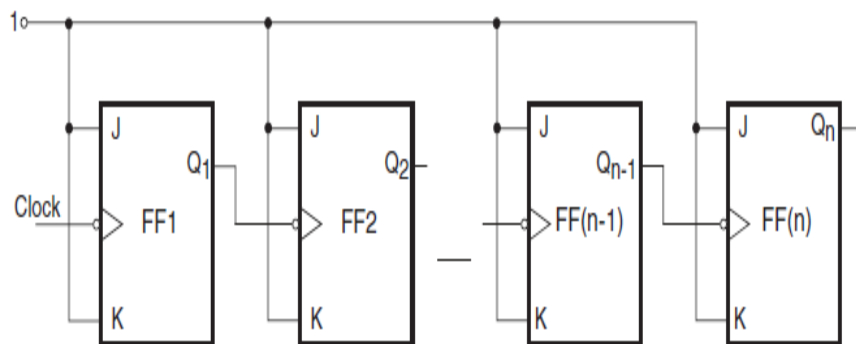 1
J J J J
Q1 Q2 Qn-1 Qn
Clock FF1 FF2 FF(n-1) FF(n)
K K K K